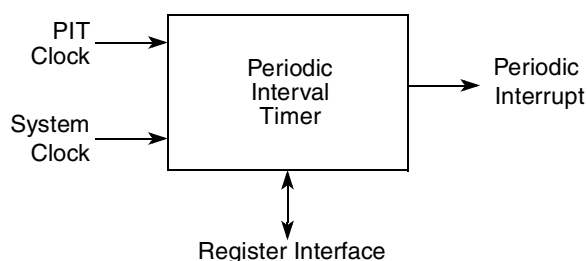 PIT
Clock
System
Clock
Periodic
Interval
Timer
Periodic
Interrupt
Register Interface